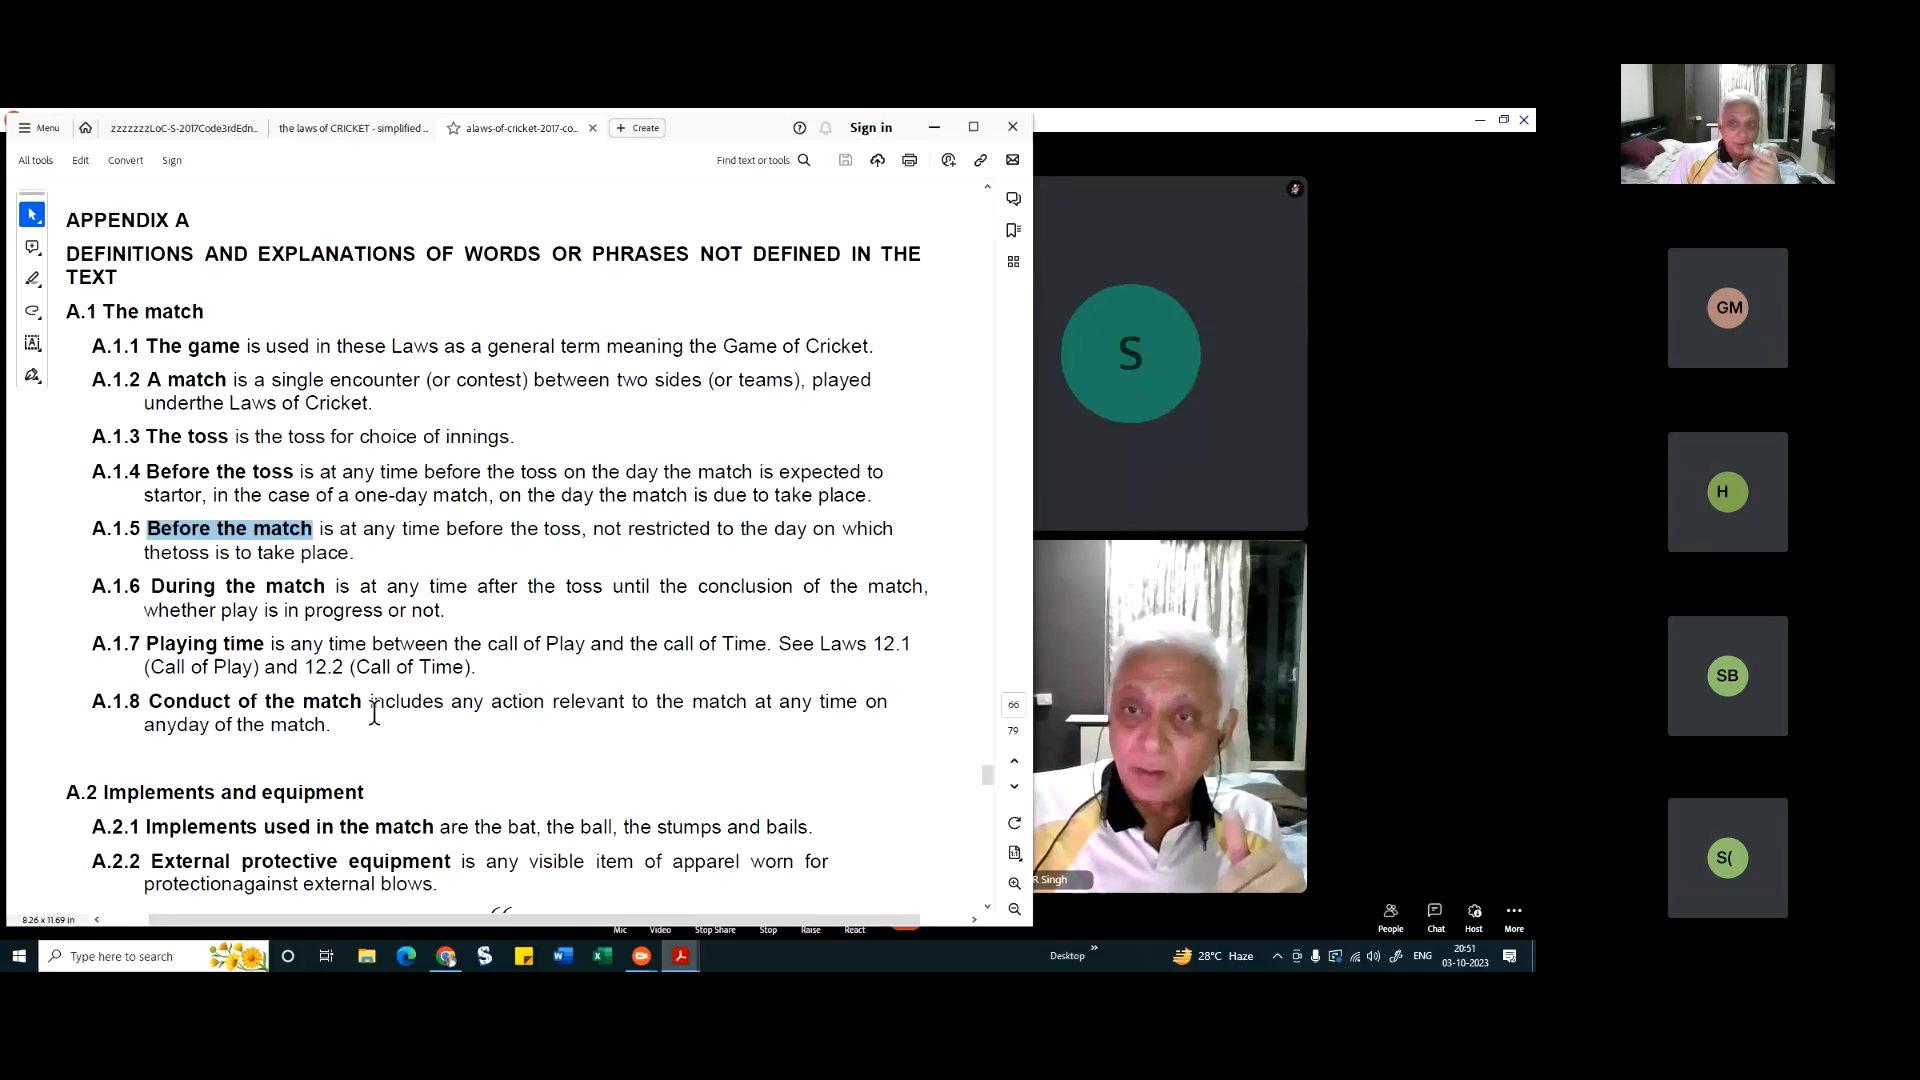 Menu
zzzzzzzLoC-S-2017Code3rdEdn...
the laws of CRICKET - simplified ...
alaws-of-cricket-2017-co...
Create
Sign in
All tools Edit Convert Sign
Find text or tools
APPENDIX A
DEFINITIONS AND EXPLANATIONS OF WORDS OR PHRASES NOT DEFINED IN THE
TEXT
A.1 The match
A.1.1 The game is used in these Laws as a general term meaning the Game of Cricket.
A.1.2 A match is a single encounter (or contest) between two sides (or teams), played
underthe Laws of Cricket.
A.1.3 The toss is the toss for choice of innings.
A.1.4 Before the toss is at any time before the toss on the day the match is expected to
startor, in the case of a one-day match, on the day the match is due to take place.
A.1.5 Before the match is at any time before the toss, not restricted to the day on which
thetoss is to take place.
A.1.6 During the match is at any time after the toss until the conclusion of the match,
whether play is in progress or not.
A.1.7 Playing time is any time between the call of Play and the call of Time. See Laws 12.1
(Call of Play) and 12.2 (Call of Time).
A.1.8 Conduct of the match includes any action relevant to the match at any time on
anyday of the match.
A.2 Implements and equipment
A.2.1 Implements used in the match are the bat, the ball, the stumps and bails.
A.2.2 External protective equipment is any visible item of apparel worn for
protectionagainst external blows.
66
79
8.26 x 11.69 in
S
R Singh
GM
H
SB
S(
Mic Video Stop Share Stop Raise React
People Chat Host More
Type here to search
Desktop
28°C Haze
ENG
20:51
03-10-2023